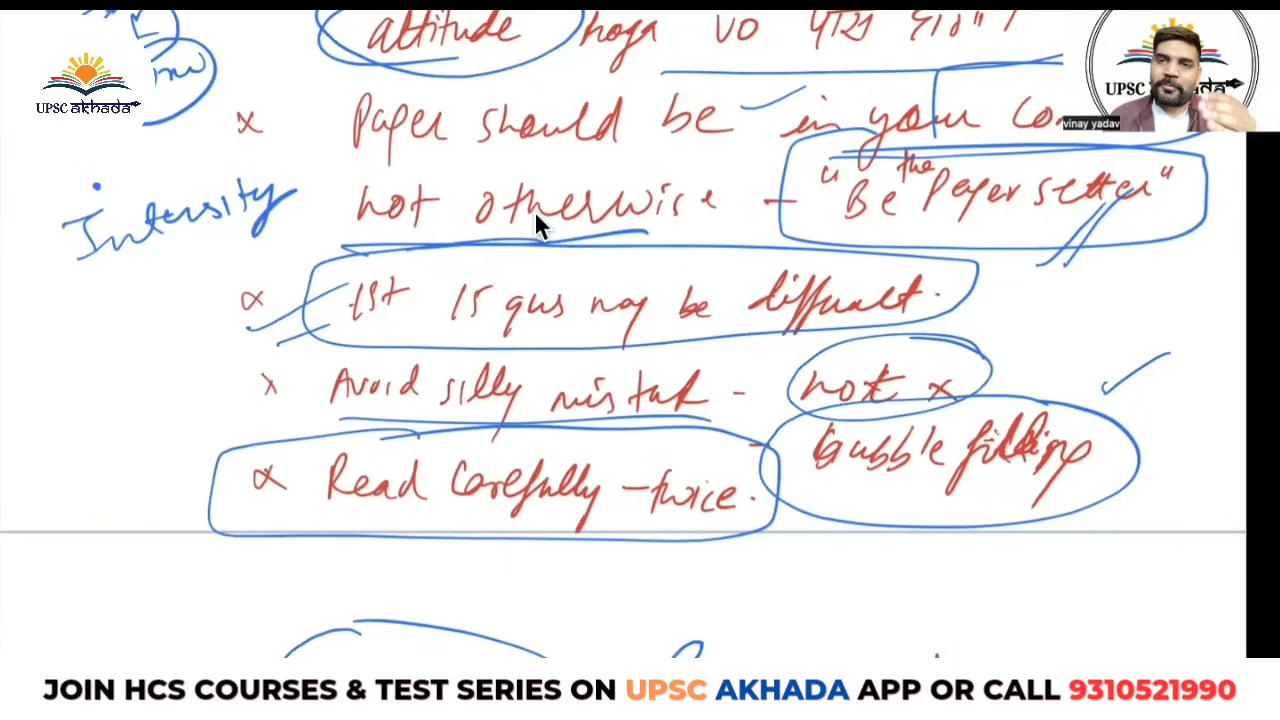 attitude hoga vo
UPSC akhada
UPSC
vinay yadav
x Paper should be in your con
Intensity not otherwise - "Be the Paper setter"
∝ 1st 15 qus may be difficult.
x Avoid silly mistak - not x
- bubble filling
∝ Read Carefully - twice.
JOIN HCS COURSES & TEST SERIES ON UPSC AKHADA APP OR CALL 9310521990